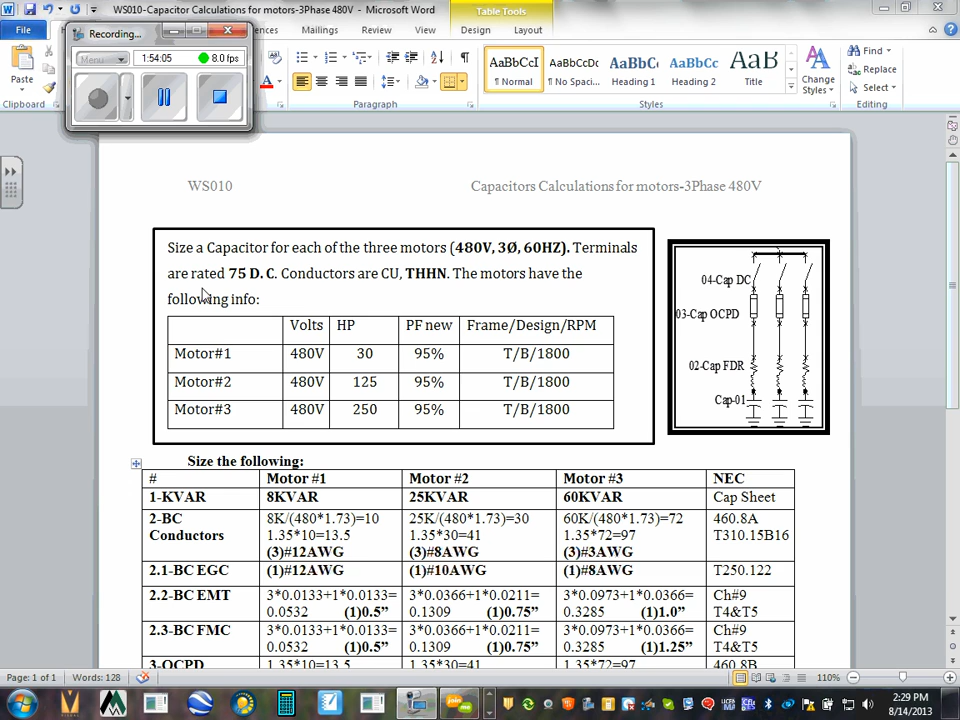 WS010-Capacitor Calculations for motors-3Phase 480V - Microsoft Word
Table Tools
File
Recording...
ences
Mailings
Review
View
Design
Layout
Menu
1:54:05
8.0 fps
Paste
Clipboard
Paragraph
AaBbCcI
AaBbCcDc
AaBbC
AaBbCc
AaB
¶ Normal
¶ No Spaci...
Heading 1
Heading 2
Title
Change
Styles
Styles
Find
Replace
Select
Editing
WS010
Capacitors Calculations for motors-3Phase 480V
Size a Capacitor for each of the three motors (480V, 3Ø, 60HZ). Terminals
are rated 75 D. C. Conductors are CU, THHN. The motors have the
following info:
Volts HP PF new Frame/Design/RPM
Motor#1 480V 30 95% T/B/1800
Motor#2 480V 125 95% T/B/1800
Motor#3 480V 250 95% T/B/1800
04-Cap DC
03-Cap OCPD
02-Cap FDR
Cap-01
Size the following:
# Motor #1 Motor #2 Motor #3 NEC
1-KVAR 8KVAR 25KVAR 60KVAR Cap Sheet
2-BC 8K/(480*1.73)=10 25K/(480*1.73)=30 60K/(480*1.73)=72 460.8A
Conductors 1.35*10=13.5 1.35*30=41 1.35*72=97 T310.15B16
(3)#12AWG (3)#8AWG (3)#3AWG
2.1-BC EGC (1)#12AWG (1)#10AWG (1)#8AWG T250.122
2.2-BC EMT 3*0.0133+1*0.0133= 3*0.0366+1*0.0211= 3*0.0973+1*0.0366= Ch#9
0.0532 (1)0.5” 0.1309 (1)0.75” 0.3285 (1)1.0” T4&T5
2.3-BC FMC 3*0.0133+1*0.0133= 3*0.0366+1*0.0211= 3*0.0973+1*0.0366= Ch#9
0.0532 (1)0.5” 0.1309 (1)0.75” 0.3285 (1)1.25” T4&T5
3-OCPD 1.35*10=13.5 1.35*30=41 1.35*72=97 460.8B
Page: 1 of 1
Words: 128
110%
join
me
2:29 PM
8/14/2013